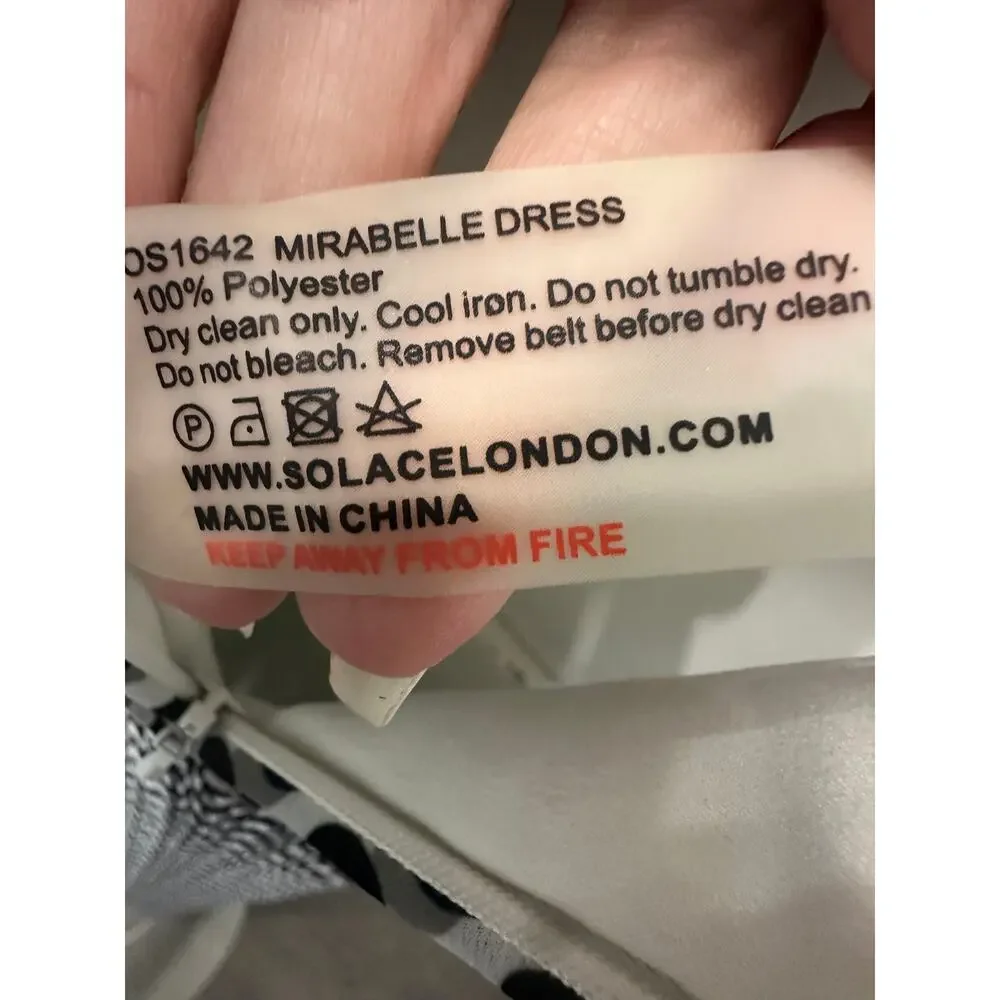 OS1642 MIRABELLE DRESS
100% Polyester
Dry clean only. Cool iron. Do not tumble dry.
Do not bleach. Remove belt before dry clean
P
WWW.SOLACELONDON.COM
MADE IN CHINA
KEEP AWAY FROM FIRE